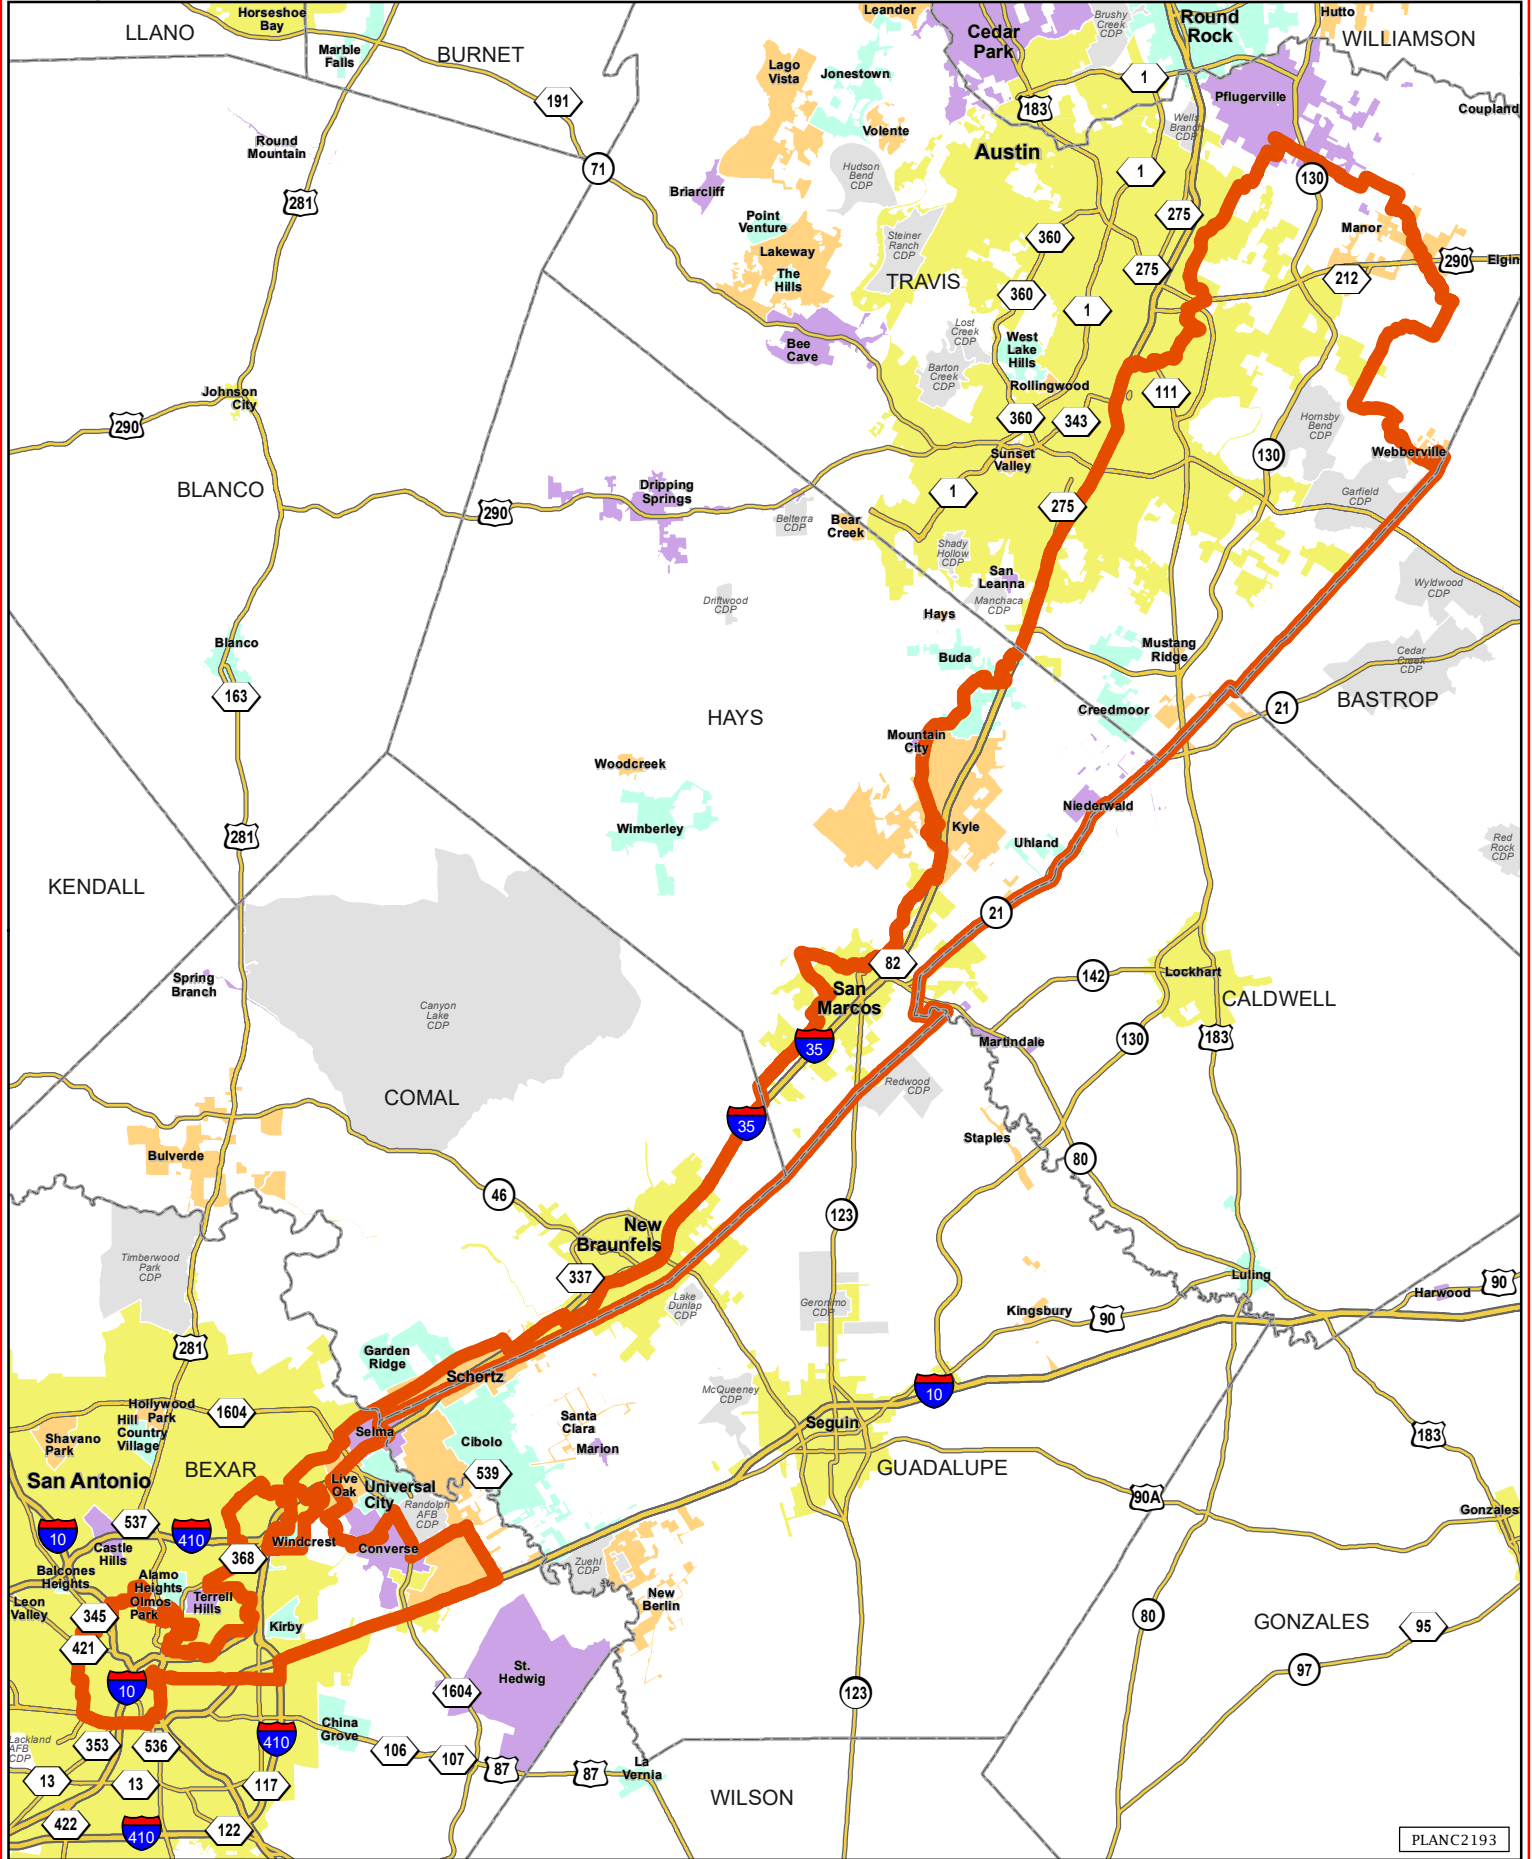 Horseshoe
Bay
LLANO
Marble
Falls
BURNET
191
Leander
Brushy
Creek
CDP
Cedar
Park
Round
Rock
Hutto
WILLIAMSON
Lago
Vista
Jonestown
1
183
Pflugerville
Coupland
Round
Mountain
Volente
Wells
Branch
CDP
Austin
71
Hudson
Bend
CDP
1
130
Briarcliff
281
Point
Venture
275
Steiner
Ranch
CDP
360
Manor
Lakeway
The
Hills
TRAVIS
275
290
Elgin
212
360
1
Lost
Creek
CDP
West
Lake
Hills
Bee
Cave
Barton
Creek
CDP
Rollingwood
Johnson
City
111
290
360
343
Hornsby
Bend
CDP
130
Webberville
Sunset
Valley
BLANCO
Dripping
Springs
1
Garfield
CDP
290
Belterra
CDP
Bear
Creek
275
Shady
Hollow
CDP
San
Leanna
Driftwood
CDP
Manchaca
CDP
Wyldwood
CDP
Hays
Blanco
Buda
Mustang
Ridge
Cedar
Creek
CDP
163
HAYS
Creedmoor
21
BASTROP
Mountain
City
Woodcreek
Niederwald
281
Wimberley
Kyle
Uhland
Red
Rock
CDP
KENDALL
21
82
142
Lockhart
Spring
Branch
San
Marcos
CALDWELL
Canyon
Lake
CDP
35
Martindale
130
183
COMAL
Redwood
CDP
35
Staples
Bulverde
80
46
123
New
Braunfels
Timberwood
Park
CDP
337
Luling
Lake
Dunlap
CDP
Geronimo
CDP
Kingsbury
90
Harwood
90
281
Garden
Ridge
Schertz
McQueeney
CDP
10
1604
Hollywood
Park
Hill
Country
Village
Shavano
Park
Selma
Cibolo
Santa
Clara
Marion
Seguin
183
San Antonio
BEXAR
Live
Oak
Universal
City
539
GUADALUPE
90A
Randolph
AFB
CDP
Gonzales
537
10
410
Castle
Hills
Windcrest
Converse
368
Balcones
Heights
Alamo
Heights
Olmos
Park
Terrell
Hills
Zuehl
CDP
New
Berlin
Leon
Valley
345
Kirby
80
GONZALES
95
421
St.
Hedwig
97
10
1604
123
China
Grove
Lackland
AFB
CDP
353
536
410
106
107
87
87
La
Vernia
13
13
117
WILSON
422
410
122
PLANC2193